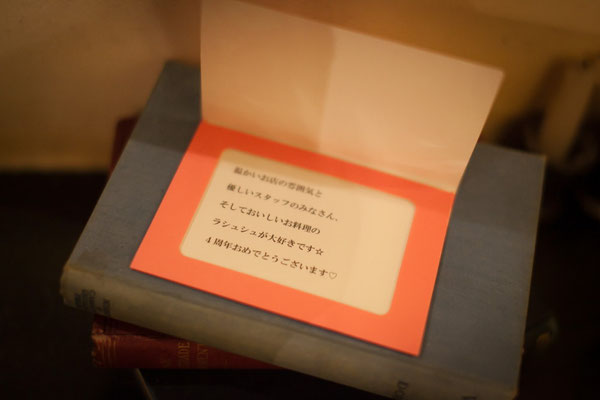 温かいお店の雰囲気と
優しいスタッフのみなさん、
そしておいしいお料理の
ラシュシュが大好きです☆
4周年おめでとうございます♡